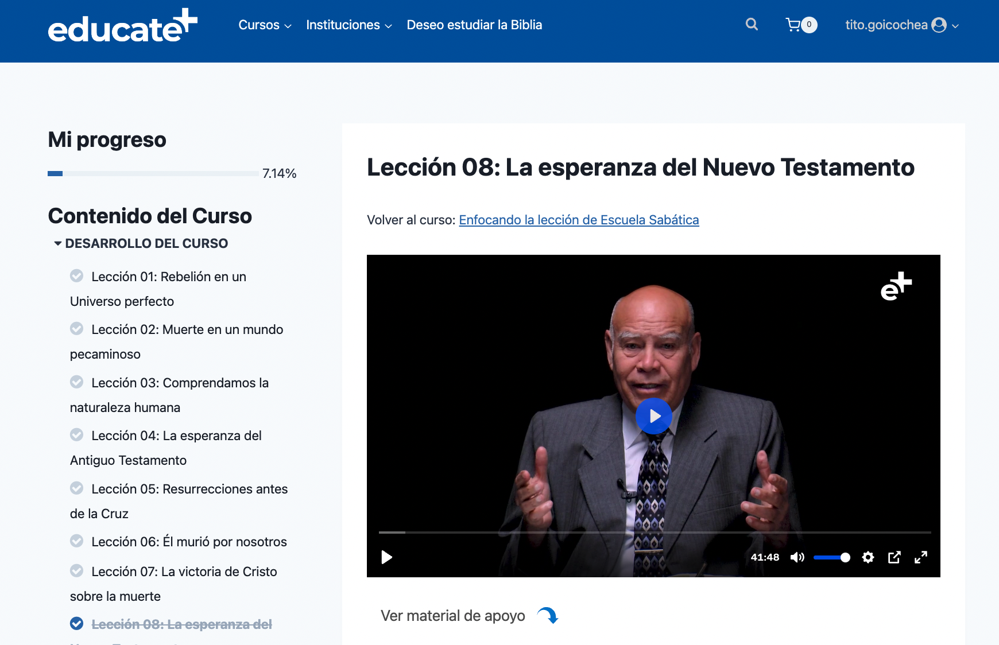 educate+
Cursos
Instituciones
Deseo estudiar la Biblia
0
tito.goicochea
Mi progreso
7.14%
Contenido del Curso
DESARROLLO DEL CURSO
Lección 01: Rebelión en un
Universo perfecto
Lección 02: Muerte en un mundo
pecaminoso
Lección 03: Comprendamos la
naturaleza humana
Lección 04: La esperanza del
Antiguo Testamento
Lección 05: Resurrecciones antes
de la Cruz
Lección 06: Él murió por nosotros
Lección 07: La victoria de Cristo
sobre la muerte
Lección 08: La esperanza del
Lección 08: La esperanza del Nuevo Testamento
Volver al curso: Enfocando la lección de Escuela Sabática
e+
41:48
Ver material de apoyo